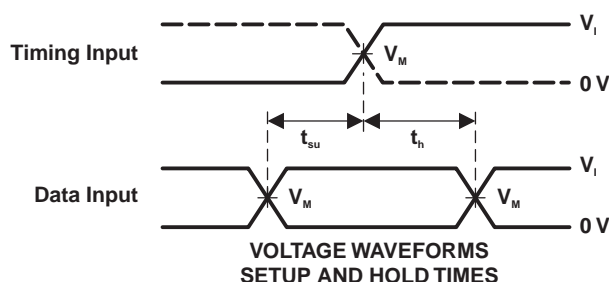 V_I
Timing Input
V_M
0 V
t_su
t_h
V_I
Data Input
V_M
V_M
0 V
VOLTAGE WAVEFORMS
SETUP AND HOLD TIMES